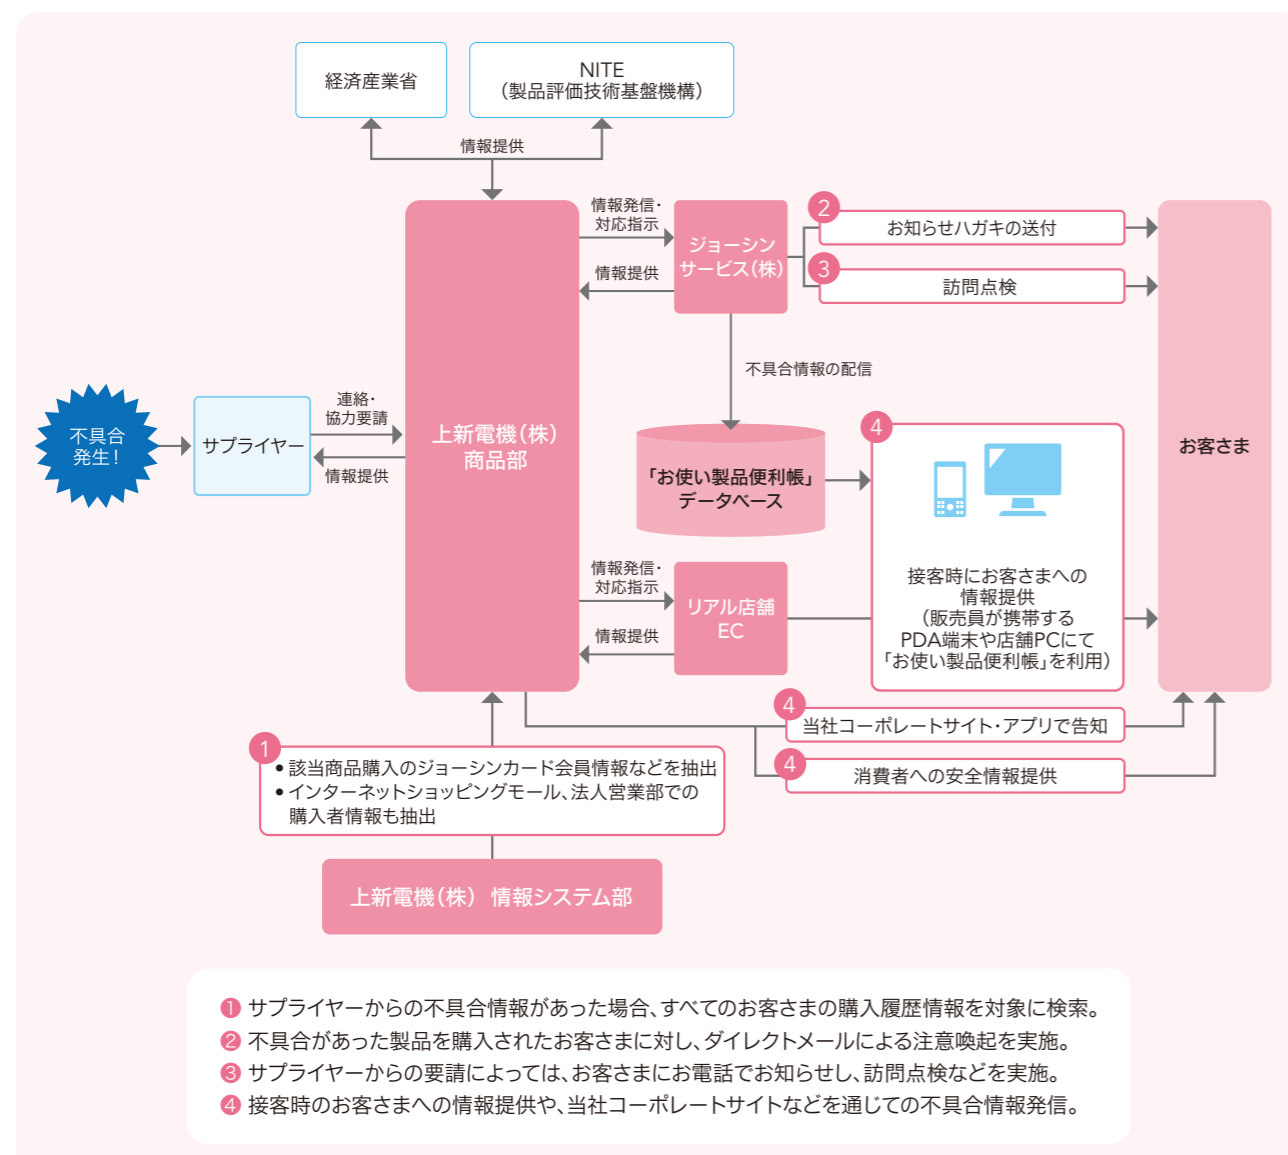 経済産業省
NITE
（製品評価技術基盤機構）
情報提供
情報発信・
対応指示
情報提供
ジョーシン
サービス（株）
2
お知らせハガキの送付
3
訪問点検
不具合情報の配信
不具合
発生！
サプライヤー
連絡・
協力要請
情報提供
上新電機（株）
商品部
「お使い製品便利帳」
データベース
4
接客時にお客さまへの
情報提供
（販売員が携帯する
PDA端末や店舗PCにて
「お使い製品便利帳」を利用）
お客さま
情報発信・
対応指示
情報提供
リアル店舗
EC
4
当社コーポレートサイト・アプリで告知
4
消費者への安全情報提供
1
• 該当商品購入のジョーシンカード会員情報などを抽出
• インターネットショッピングモール、法人営業部での
購入者情報も抽出
上新電機（株） 情報システム部
❶ サプライヤーからの不具合情報があった場合、すべてのお客さまの購入履歴情報を対象に検索。
❷ 不具合があった製品を購入されたお客さまに対し、ダイレクトメールによる注意喚起を実施。
❸ サプライヤーからの要請によっては、お客さまにお電話でお知らせし、訪問点検などを実施。
❹ 接客時のお客さまへの情報提供や、当社コーポレートサイトなどを通じての不具合情報発信。